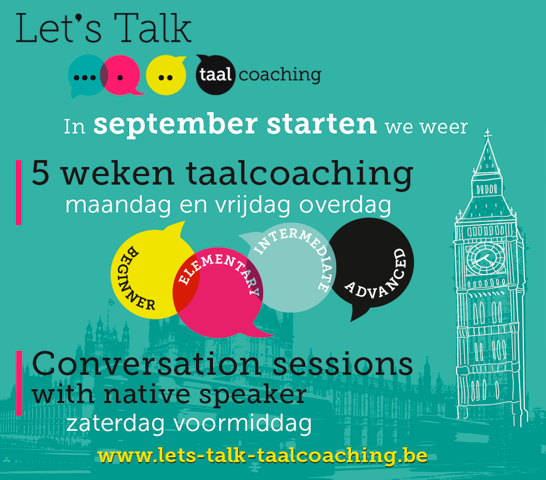 Let's Talk
taal coaching
In september starten we weer
5 weken taalcoaching
maandag en vrijdag overdag
BEGINNER
ELEMENTARY
INTERMEDIATE
ADVANCED
Conversation sessions
with native speaker
zaterdag voormiddag
www.lets-talk-taalcoaching.be